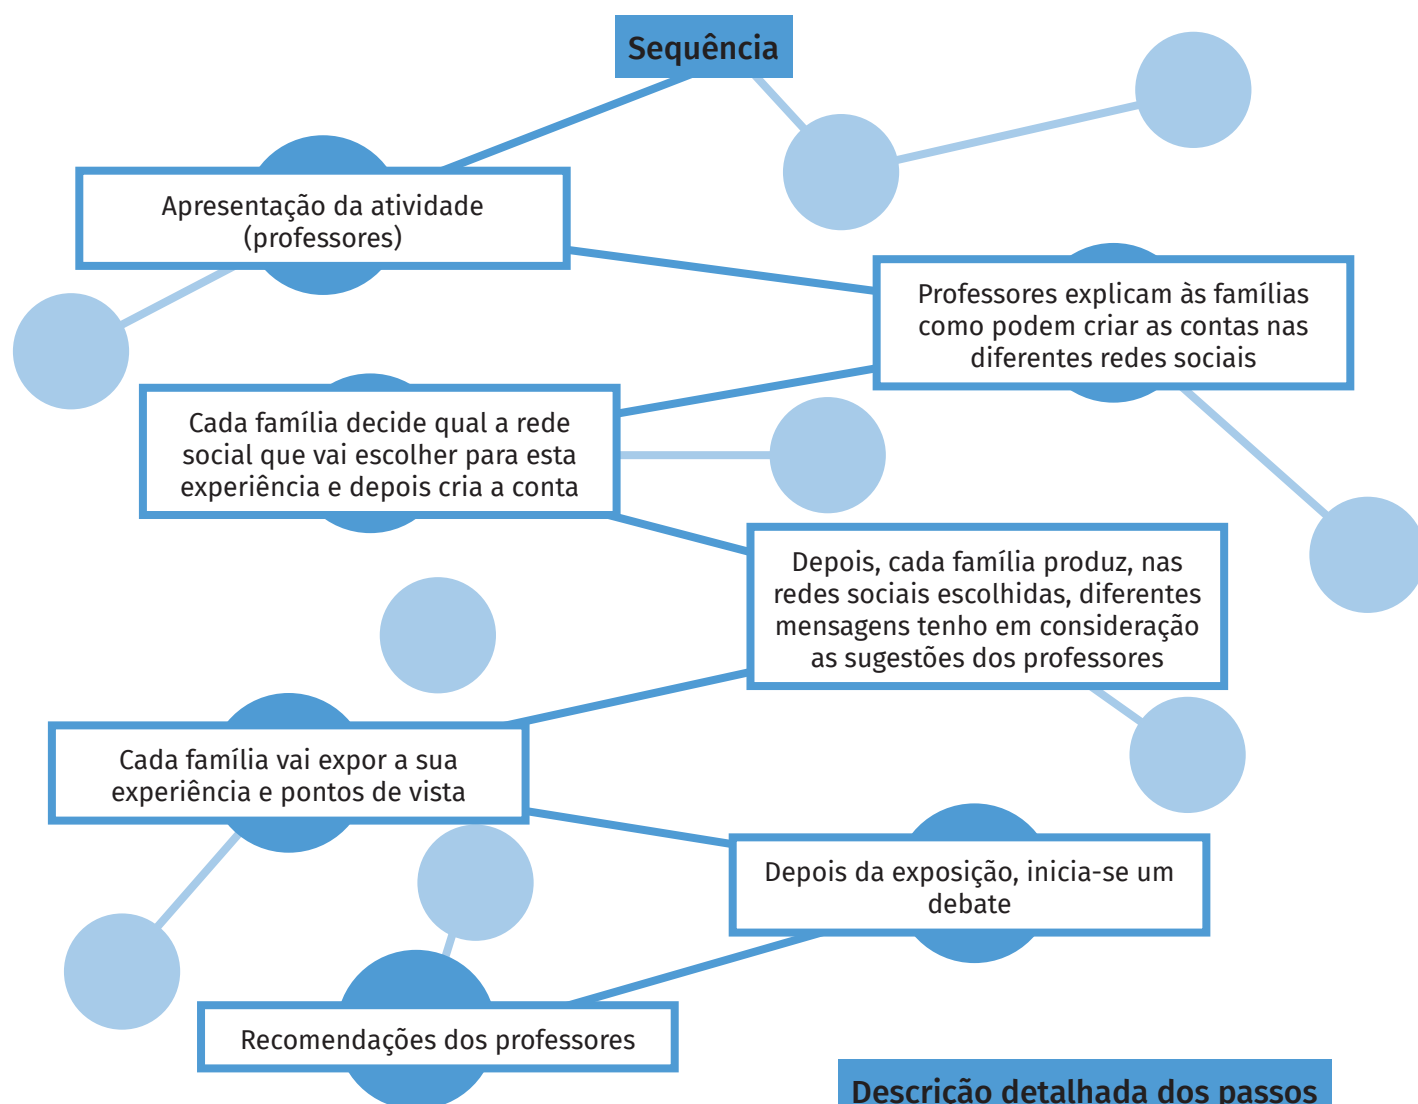 Sequência
Apresentação da atividade
(professores)
Professores explicam às famílias
como podem criar as contas nas
diferentes redes sociais
Cada família decide qual a rede
social que vai escolher para esta
experiência e depois cria a conta
Depois, cada família produz, nas
redes sociais escolhidas, diferentes
mensagens tenho em consideração
as sugestões dos professores
Cada família vai expor a sua
experiência e pontos de vista
Depois da exposição, inicia-se um
debate
Recomendações dos professores
Descrição detalhada dos passos